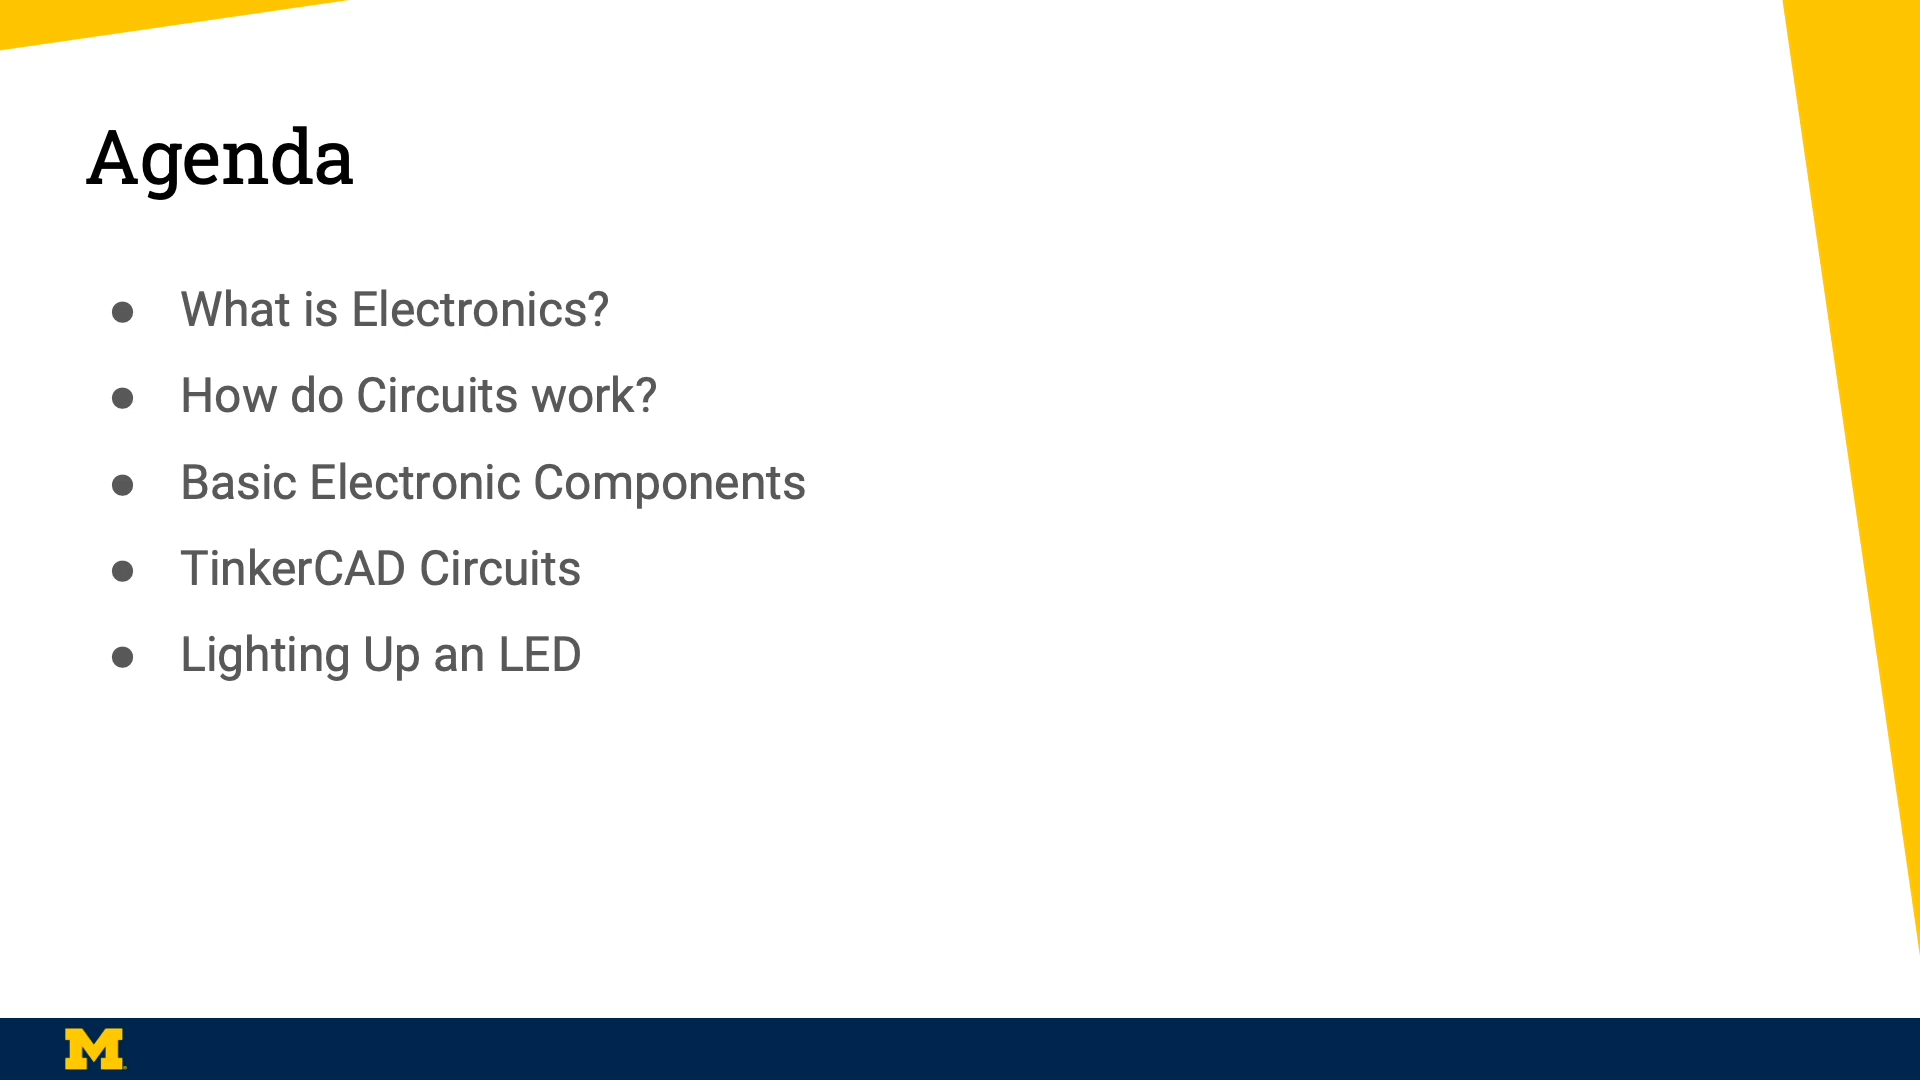 Agenda
● What is Electronics?
● How do Circuits work?
● Basic Electronic Components
● TinkerCAD Circuits
● Lighting Up an LED
M